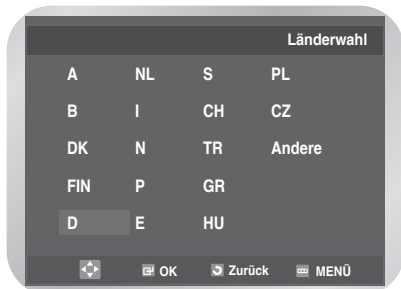 Länderwahl
A NL S PL
B I CH CZ
DK N TR Andere
FIN P GR
D E HU
OK Zurück MENÜ